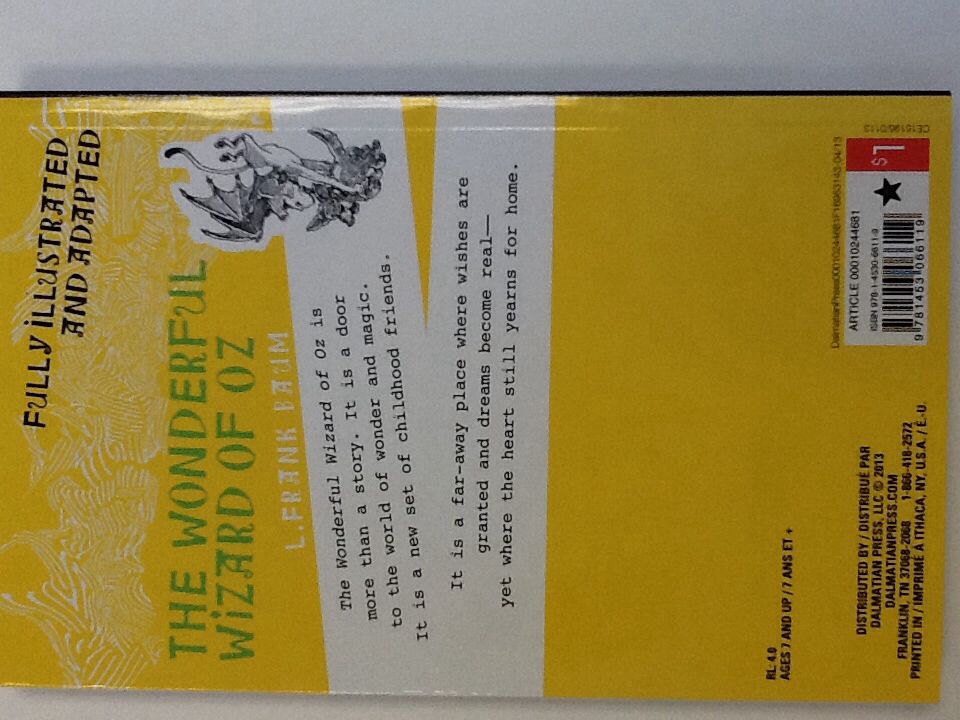 FULLY iLLUSTRATED
AND ADAPTED
THE WONDERFUL
WiZARD OF OZ
L. FRANK BAUM
The Wonderful Wizard of Oz is
more than a story. It is a door
to the world of wonder and magic.
It is a new set of childhood friends.
It is a far-away place where wishes are
granted and dreams become real—
yet where the heart still yearns for home.
RL 4.0
AGES 7 AND UP / 7 ANS ET +
DISTRIBUTED BY / DISTRIBUÉ PAR
DALMATIAN PRESS, LLC © 2013
DALMATIANPRESS.COM
FRANKLIN, TN 37068-2068 1-866-418-2572
PRINTED IN / IMPRIMÉ À ITHACA, NY, U.S.A. / É.-U.
ARTICLE 00010244681
ISBN 978-1-4530-6611-9
9 781453 066119
$1